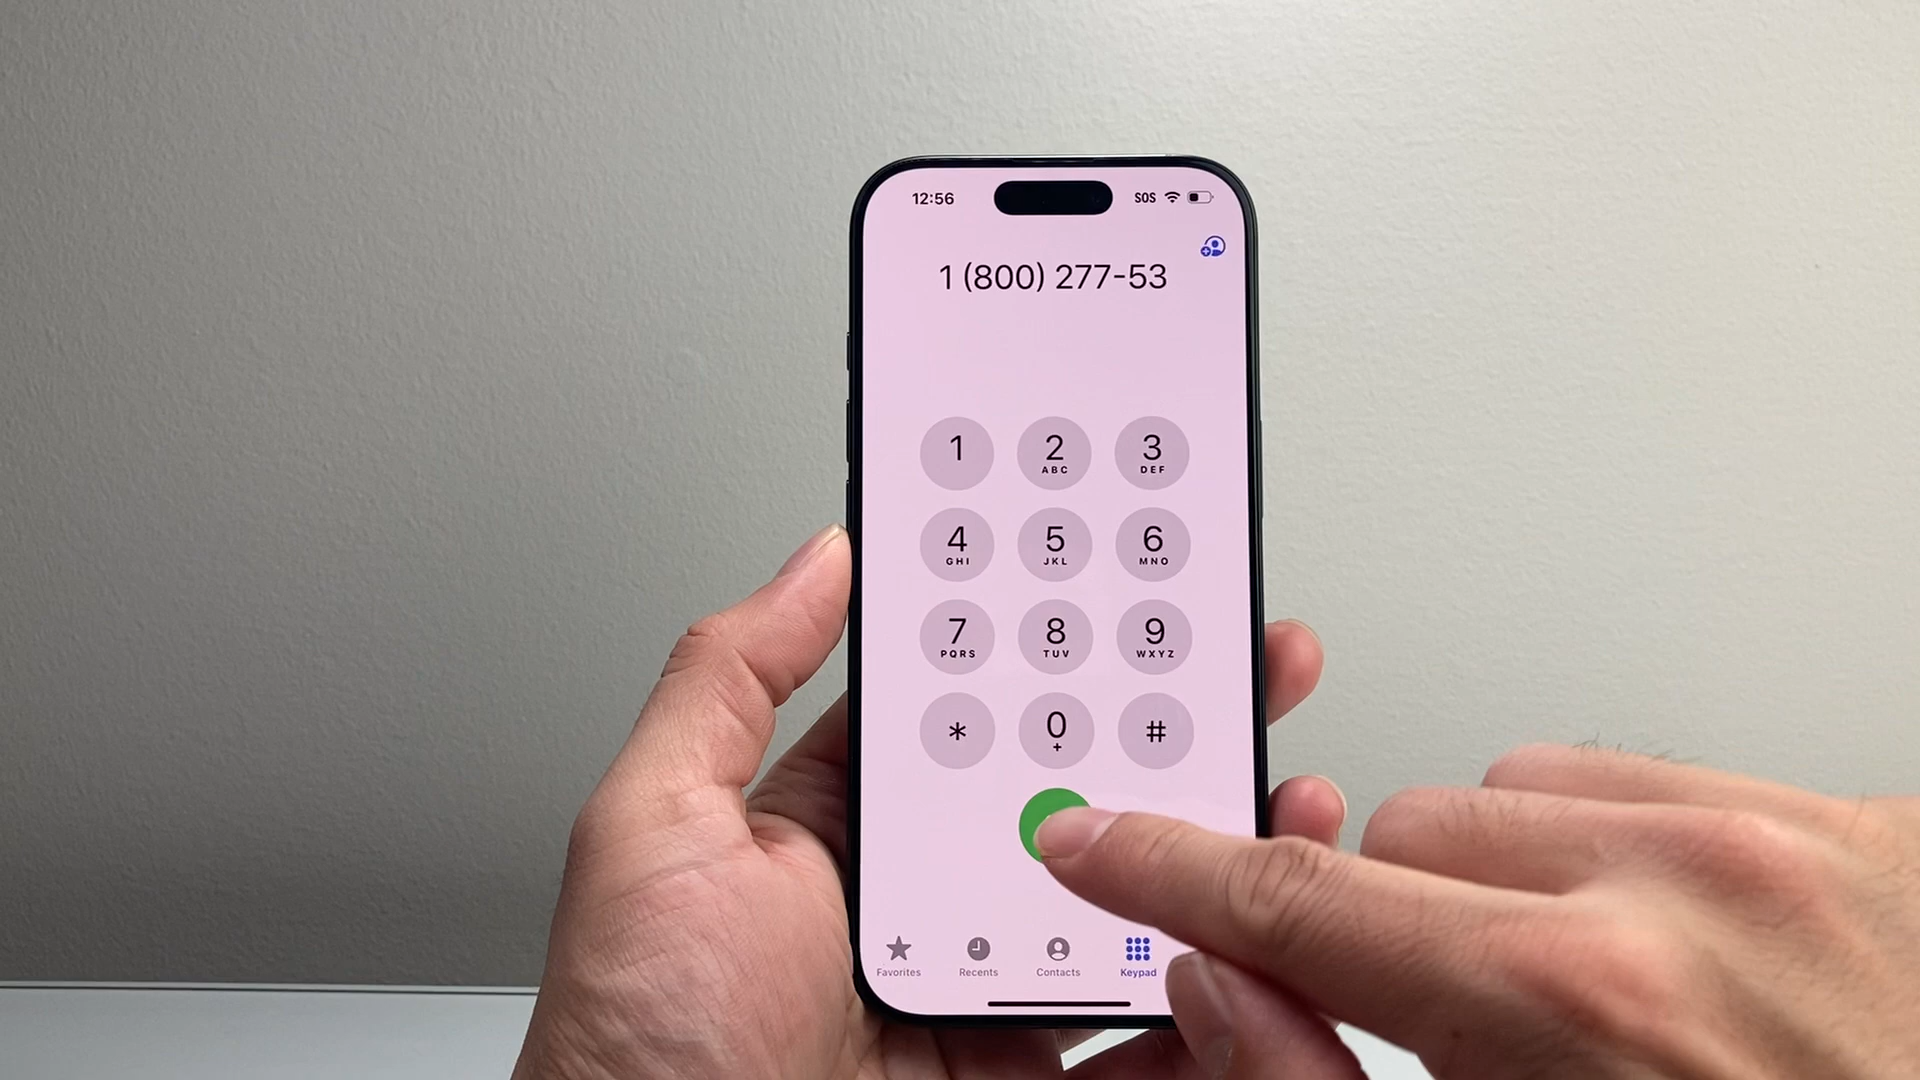 12:56 SOS
1 (800) 277-53
1 2 3
ABC DEF
4 5 6
GHI JKL MNO
7 8 9
PQRS TUV WXYZ
* 0 #
+
Favorites Recents Contacts Keypad